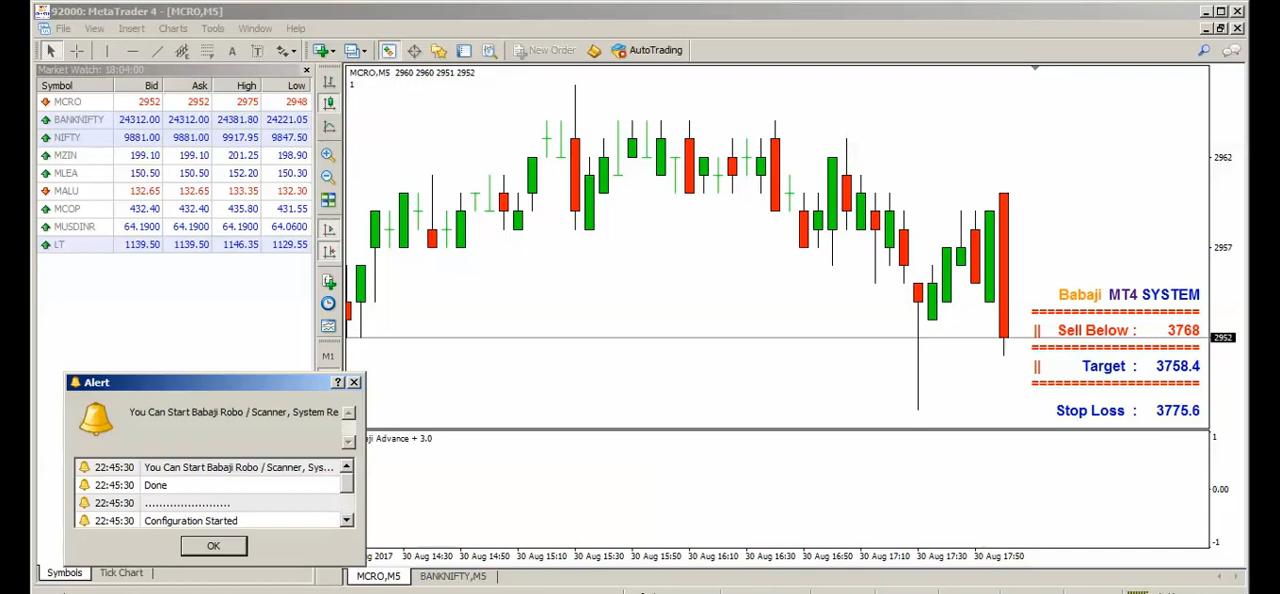 92000: MetaTrader 4 - [MCRO,M5]
File View Insert Charts Tools Window Help
New Order AutoTrading
Market Watch: 18:04:00
Symbol Bid Ask High Low
MCRO 2952 2952 2975 2948
BANKNIFTY 24312.00 24312.00 24381.80 24221.05
NIFTY 9881.00 9881.00 9917.95 9847.50
MZIN 199.10 199.10 201.25 198.90
MLEA 150.50 150.50 152.20 150.30
MALU 132.65 132.65 133.35 132.30
MCOP 432.40 432.40 435.80 431.55
MUSDINR 64.1900 64.1900 64.1900 64.0600
LT 1139.50 1139.50 1146.35 1129.55
M1
MCRO,M5 2960 2960 2951 2952
1
2962
2957
2952
Babaji MT4 SYSTEM
=====================
|| Sell Below : 3768
=====================
|| Target : 3758.4
=====================
Stop Loss : 3775.6
Alert
You Can Start Babaji Robo / Scanner, System Re
22:45:30 You Can Start Babaji Robo / Scanner, Sys...
22:45:30 Done
22:45:30 ........................
22:45:30 Configuration Started
OK
aji Advance + 3.0
1
0.00
-1
2017 30 Aug 14:30 30 Aug 14:50 30 Aug 15:10 30 Aug 15:30 30 Aug 15:50 30 Aug 16:10 30 Aug 16:30 30 Aug 16:50 30 Aug 17:10 30 Aug 17:30 30 Aug 17:50
Symbols Tick Chart
MCRO,M5 BANKNIFTY,M5